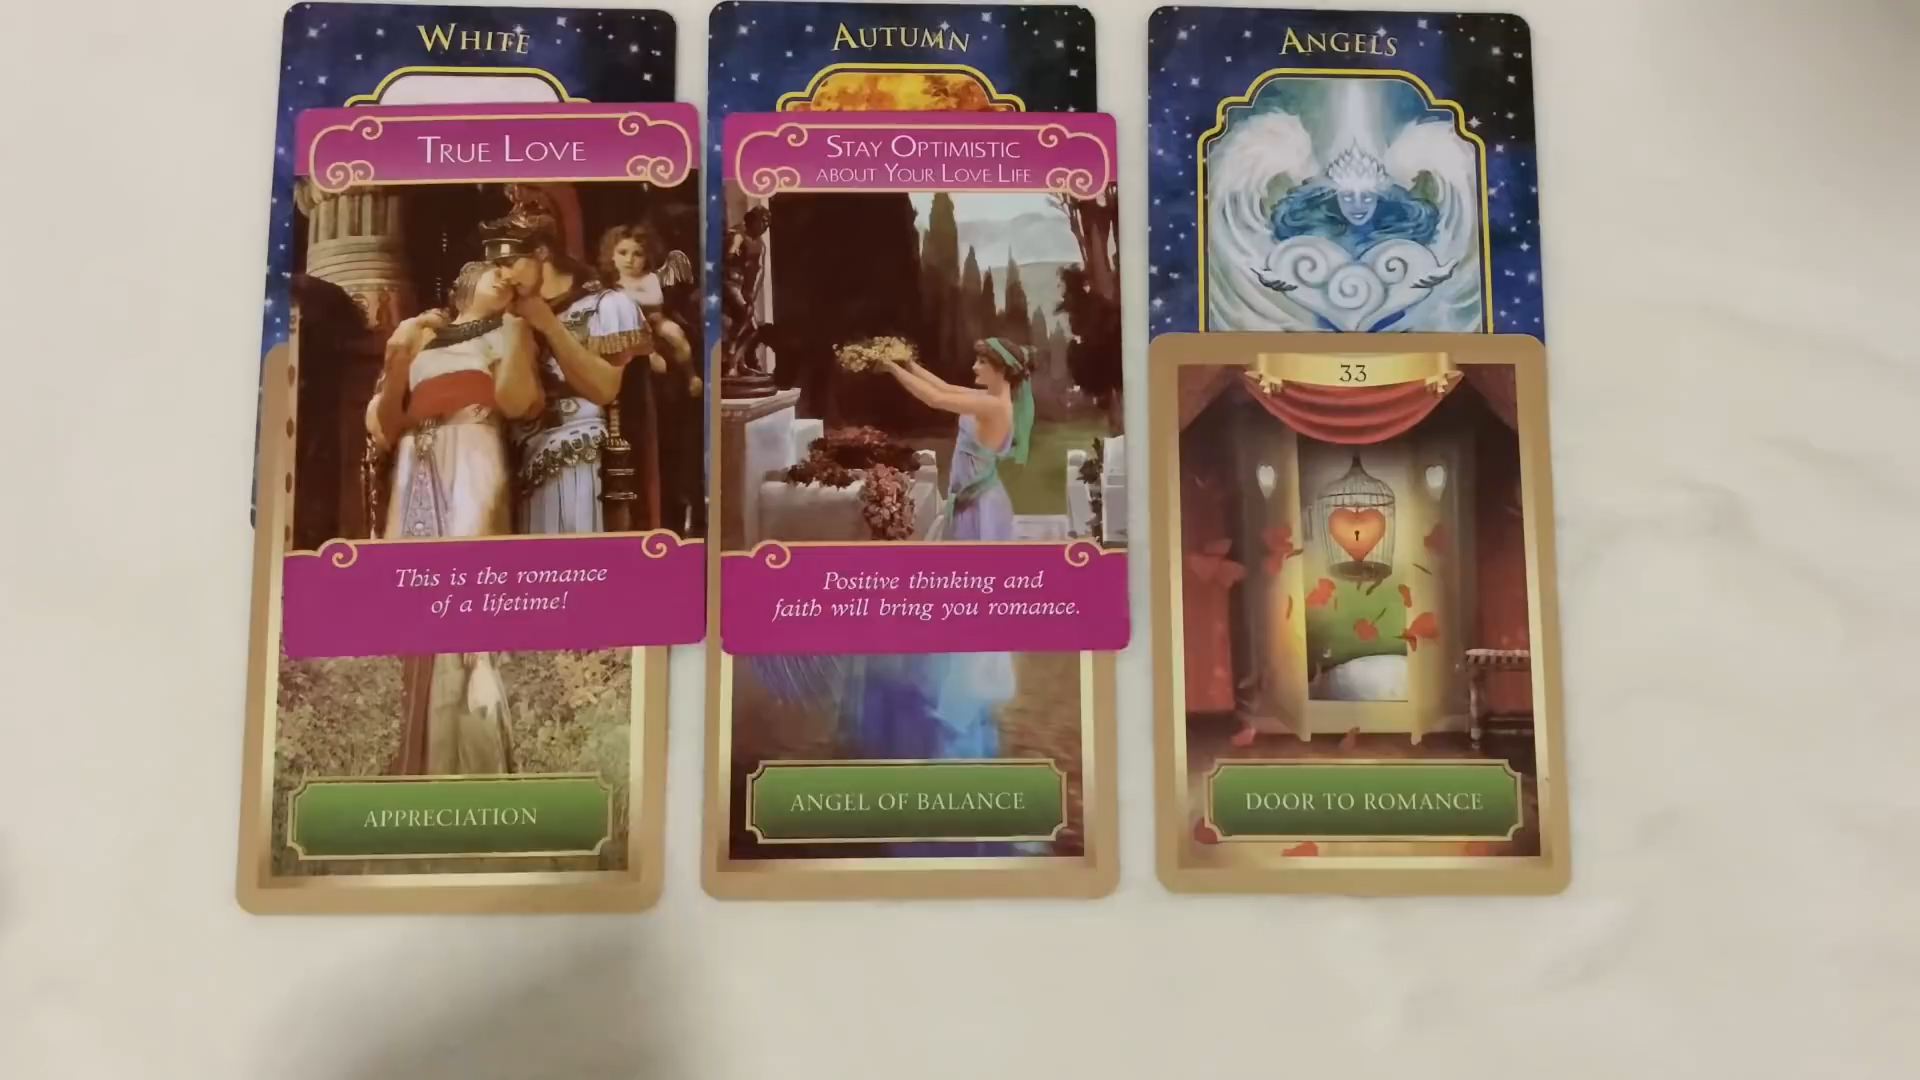 WHITE
TRUE LOVE
This is the romance
of a lifetime!
APPRECIATION
AUTUMN
STAY OPTIMISTIC
ABOUT YOUR LOVE LIFE
Positive thinking and
faith will bring you romance.
ANGEL OF BALANCE
ANGELS
33
DOOR TO ROMANCE